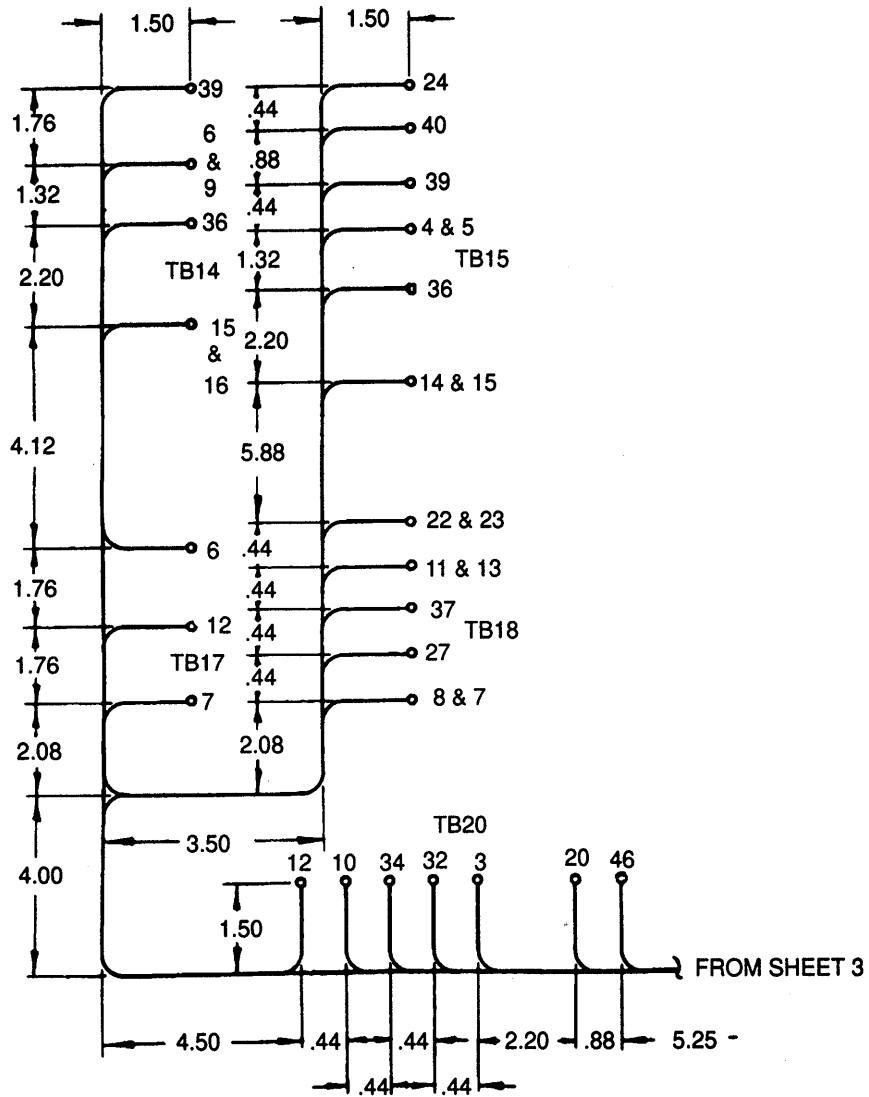 1.50 1.50
39 24
1.76 .44
6 40
& .88
9 39
1.32 .44
36 4 & 5
TB14 1.32 TB15
2.20 36
15 2.20
&
16 14 & 15
4.12 5.88
22 & 23
6 .44
11 & 13
1.76 .44
37
12 .44 TB18
27
1.76 TB17 .44
7 8 & 7
2.08 2.08
TB20
3.50
12 10 34 32 3 20 46
4.00
1.50
FROM SHEET 3
4.50 .44 .44 2.20 .88 5.25
.44 .44